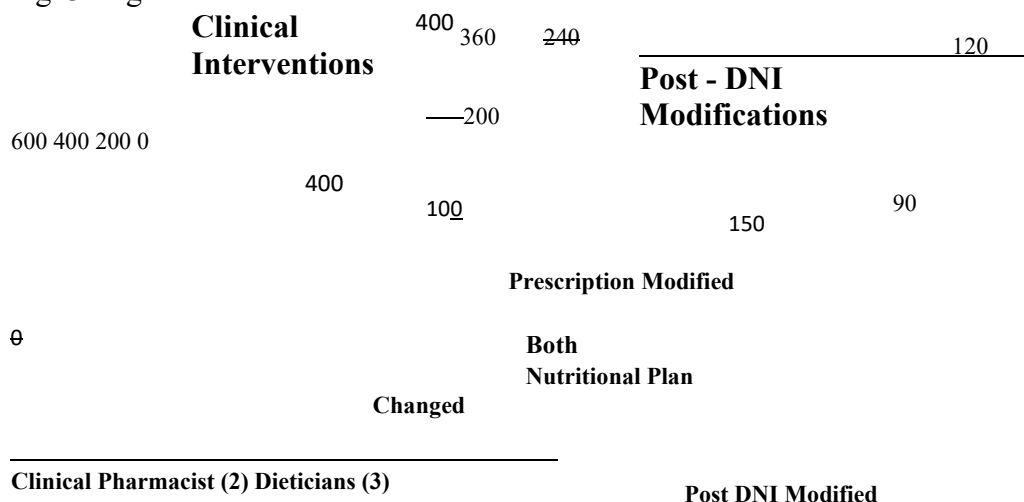 Clinical
Interventions
400
360
240
120
Post - DNI
Modifications
200
600 400 200 0
400
100
150
90
Prescription Modified
0
Both
Nutritional Plan
Changed
Clinical Pharmacist (2) Dieticians (3)
Post DNI Modified